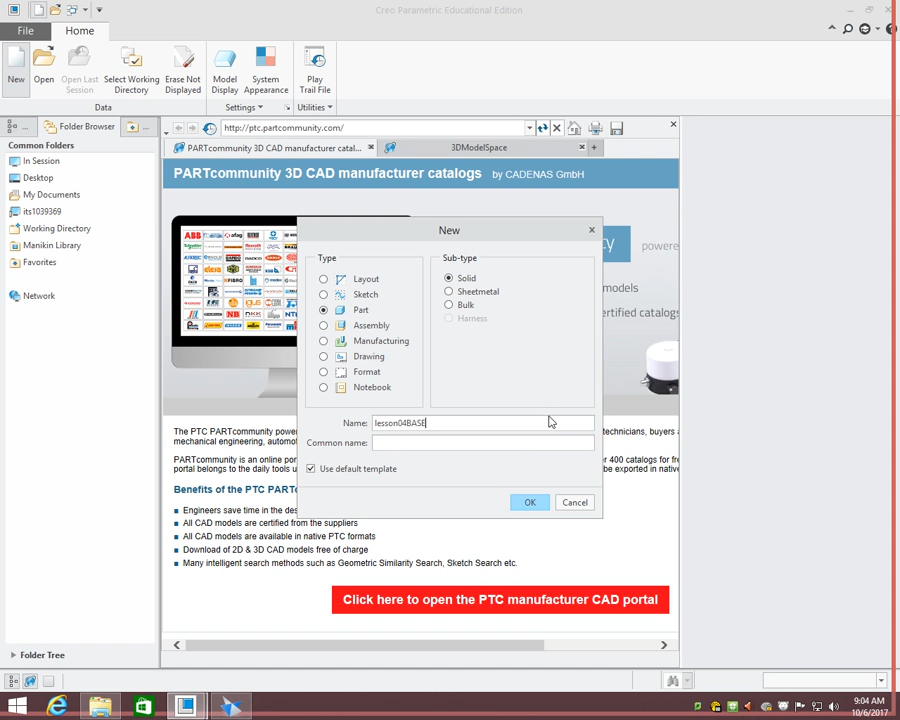 Creo Parametric Educational Edition
File
Home
New
Open
Open Last Session
Select Working Directory
Erase Not Displayed
Model Display
System Appearance
Play Trail File
Data
Settings
Utilities
Folder Browser
http://ptc.partcommunity.com/
PARTcommunity 3D CAD manufacturer catal...
3DModelSpace
Common Folders
In Session
Desktop
My Documents
its1039369
Working Directory
Manikin Library
Favorites
Network
Folder Tree
PARTcommunity 3D CAD manufacturer catalogs by CADENAS GmbH
ABB
NBK
powere
models
ertified catalogs
New
Type
Layout
Sketch
Part
Assembly
Manufacturing
Drawing
Format
Notebook
Sub-type
Solid
Sheetmetal
Bulk
Harness
Name: lesson04BASE
Common name:
Use default template
OK
Cancel
The PTC PARTcommunity powe
technicians, buyers a
mechanical engineering, automo
PARTcommunity is an online por
er 400 catalogs for fre
portal belongs to the daily tools u
be exported in native
Benefits of the PTC PART
Engineers save time in the des
All CAD models are certified from the suppliers
All CAD models are available in native PTC formats
Download of 2D & 3D CAD models free of charge
Many intelligent search methods such as Geometric Similarity Search, Sketch Search etc.
Click here to open the PTC manufacturer CAD portal
9:04 AM
10/6/2017